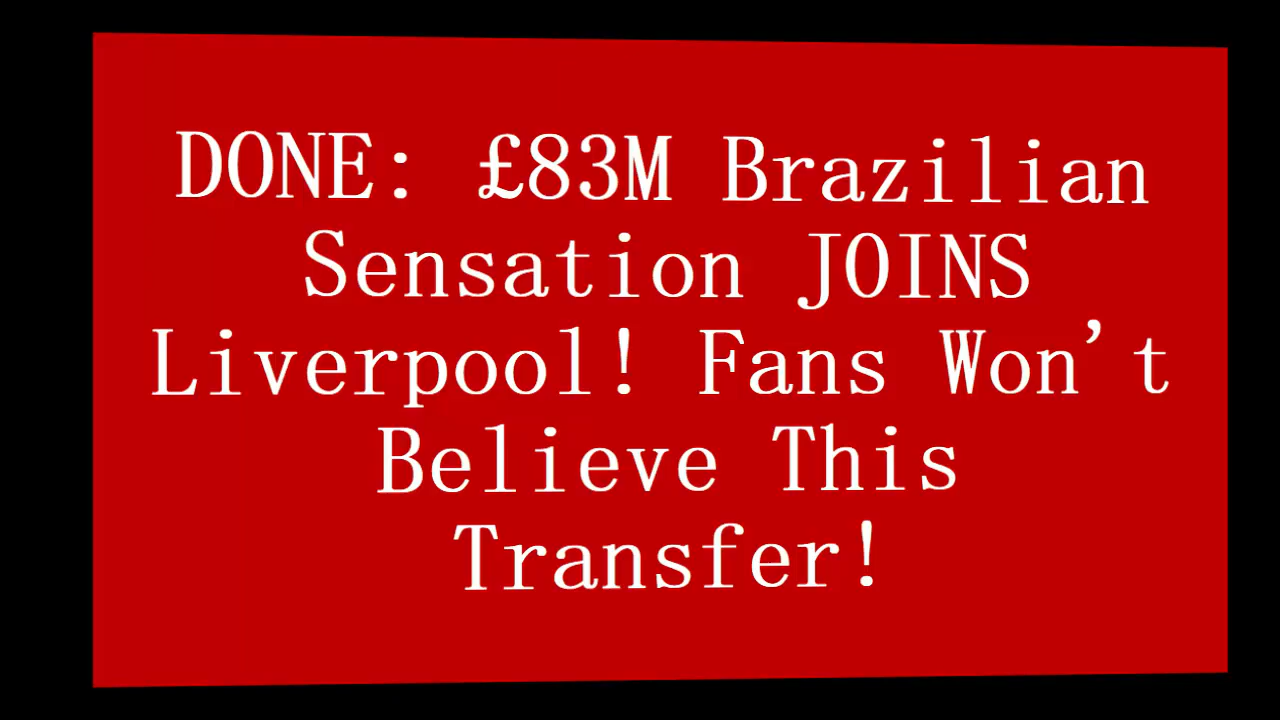 DONE: £83M Brazilian
Sensation JOINS
Liverpool! Fans Won't
Believe This
Transfer!